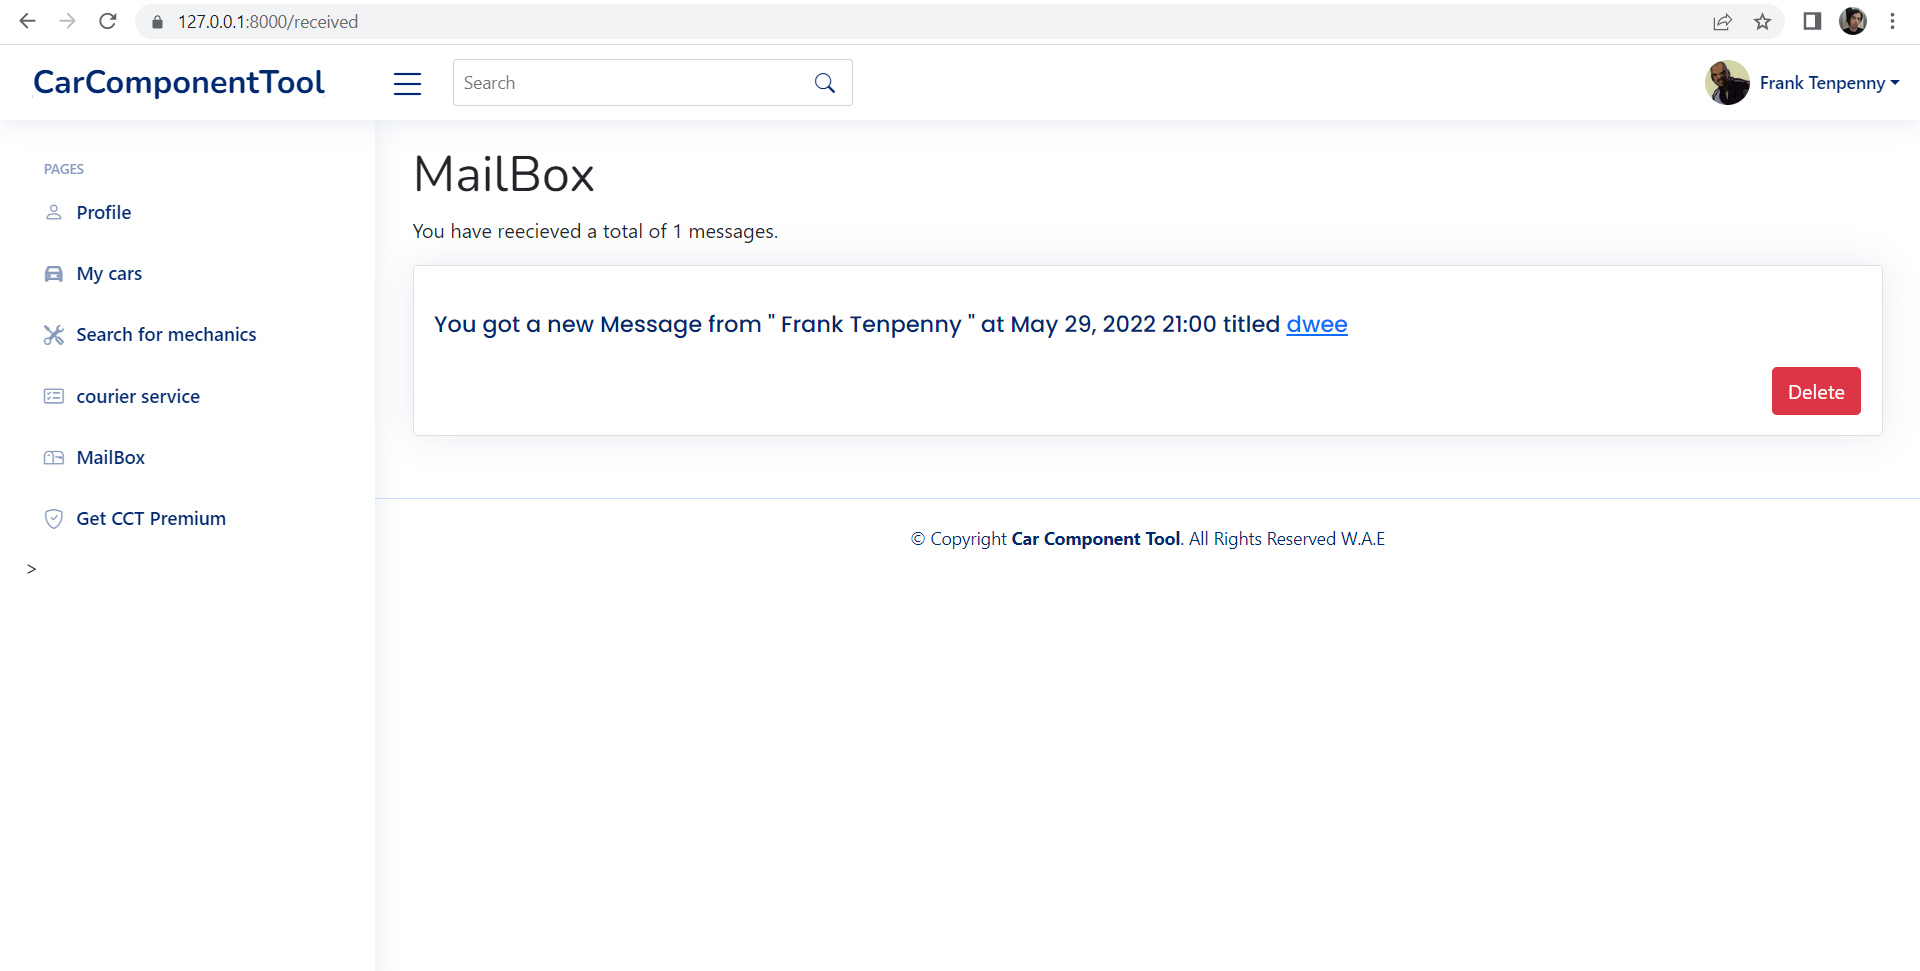 127.0.0.1:8000/received
CarComponentTool
Search
Frank Tenpenny
PAGES
Profile
My cars
Search for mechanics
courier service
MailBox
Get CCT Premium
>
MailBox
You have reecieved a total of 1 messages.
You got a new Message from " Frank Tenpenny " at May 29, 2022 21:00 titled dwee
Delete
© Copyright Car Component Tool. All Rights Reserved W.A.E